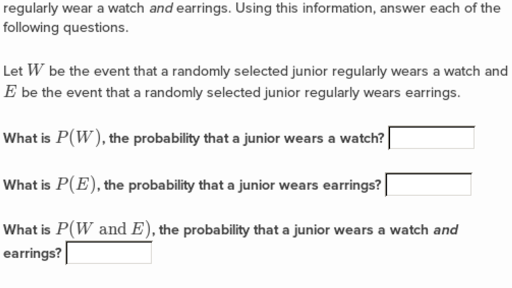 regularly wear a watch and earrings. Using this information, answer each of the
following questions.
Let W be the event that a randomly selected junior regularly wears a watch and
E be the event that a randomly selected junior regularly wears earrings.
What is P(W), the probability that a junior wears a watch?
What is P(E), the probability that a junior wears earrings?
What is P(W and E), the probability that a junior wears a watch and
earrings?